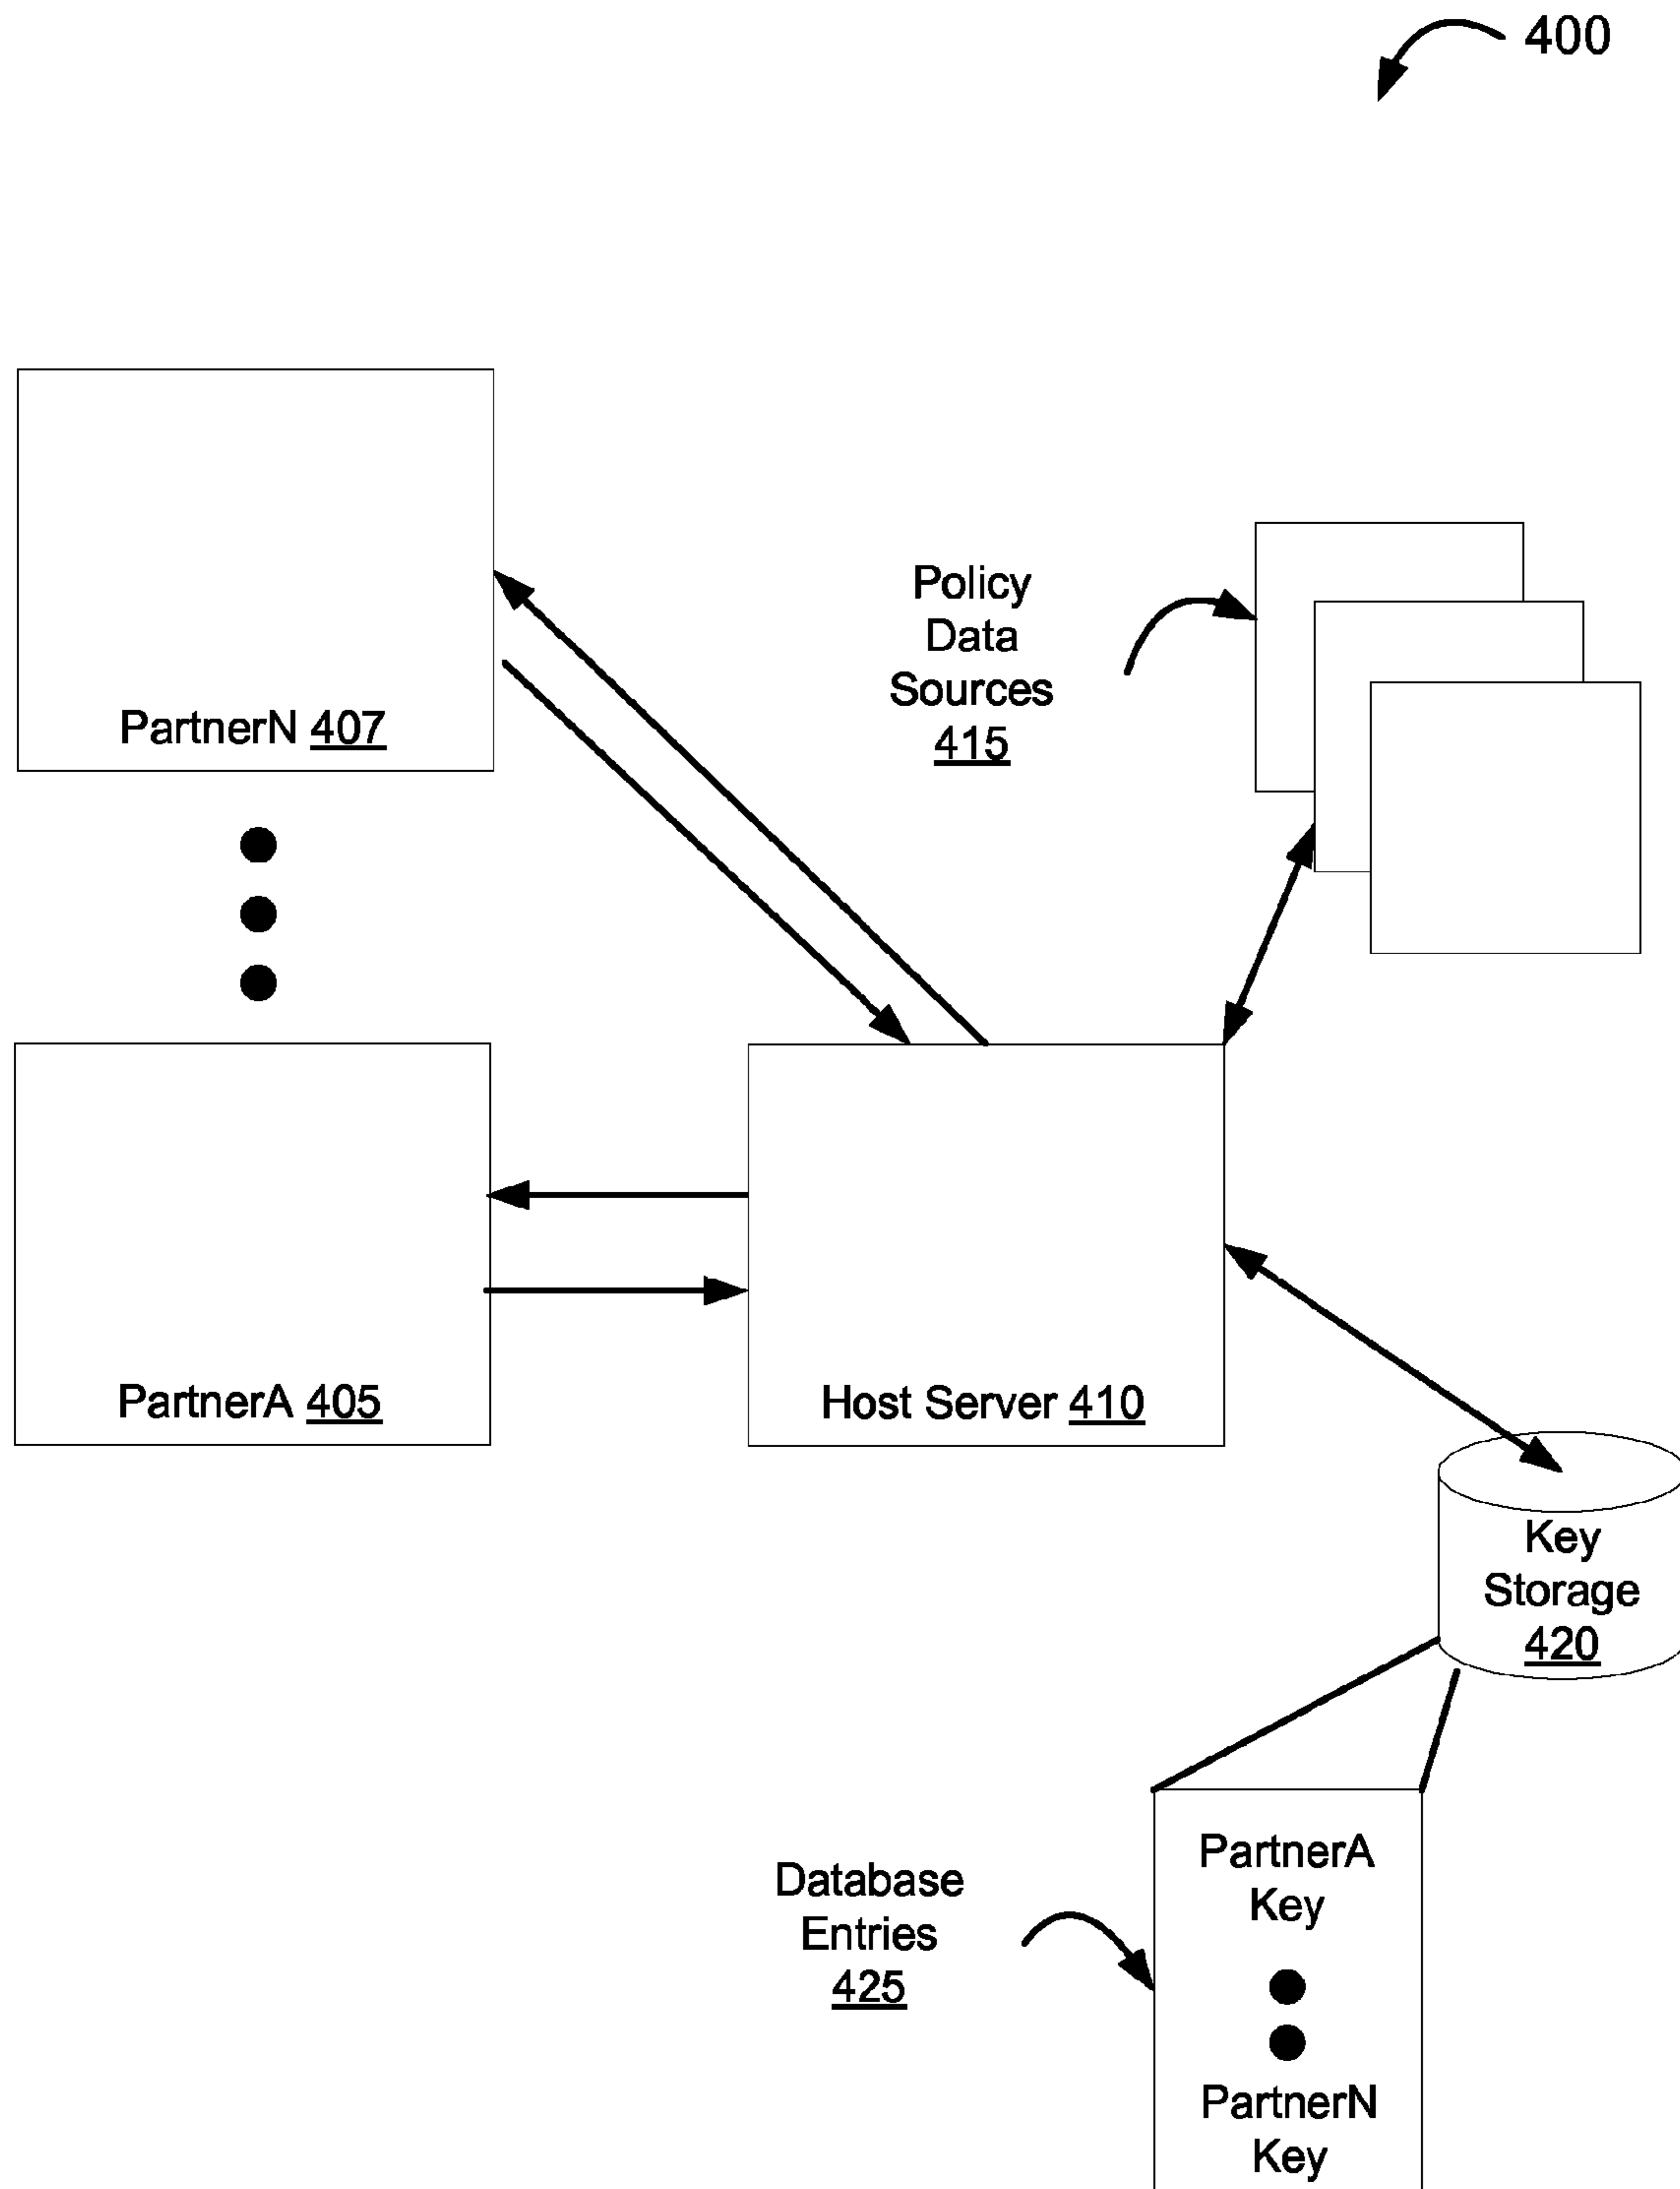 400
Policy
Data
Sources
415
PartnerN 407
PartnerA 405
Host Server 410
Key
Storage
420
Database
Entries
425
PartnerA
Key
PartnerN
Key